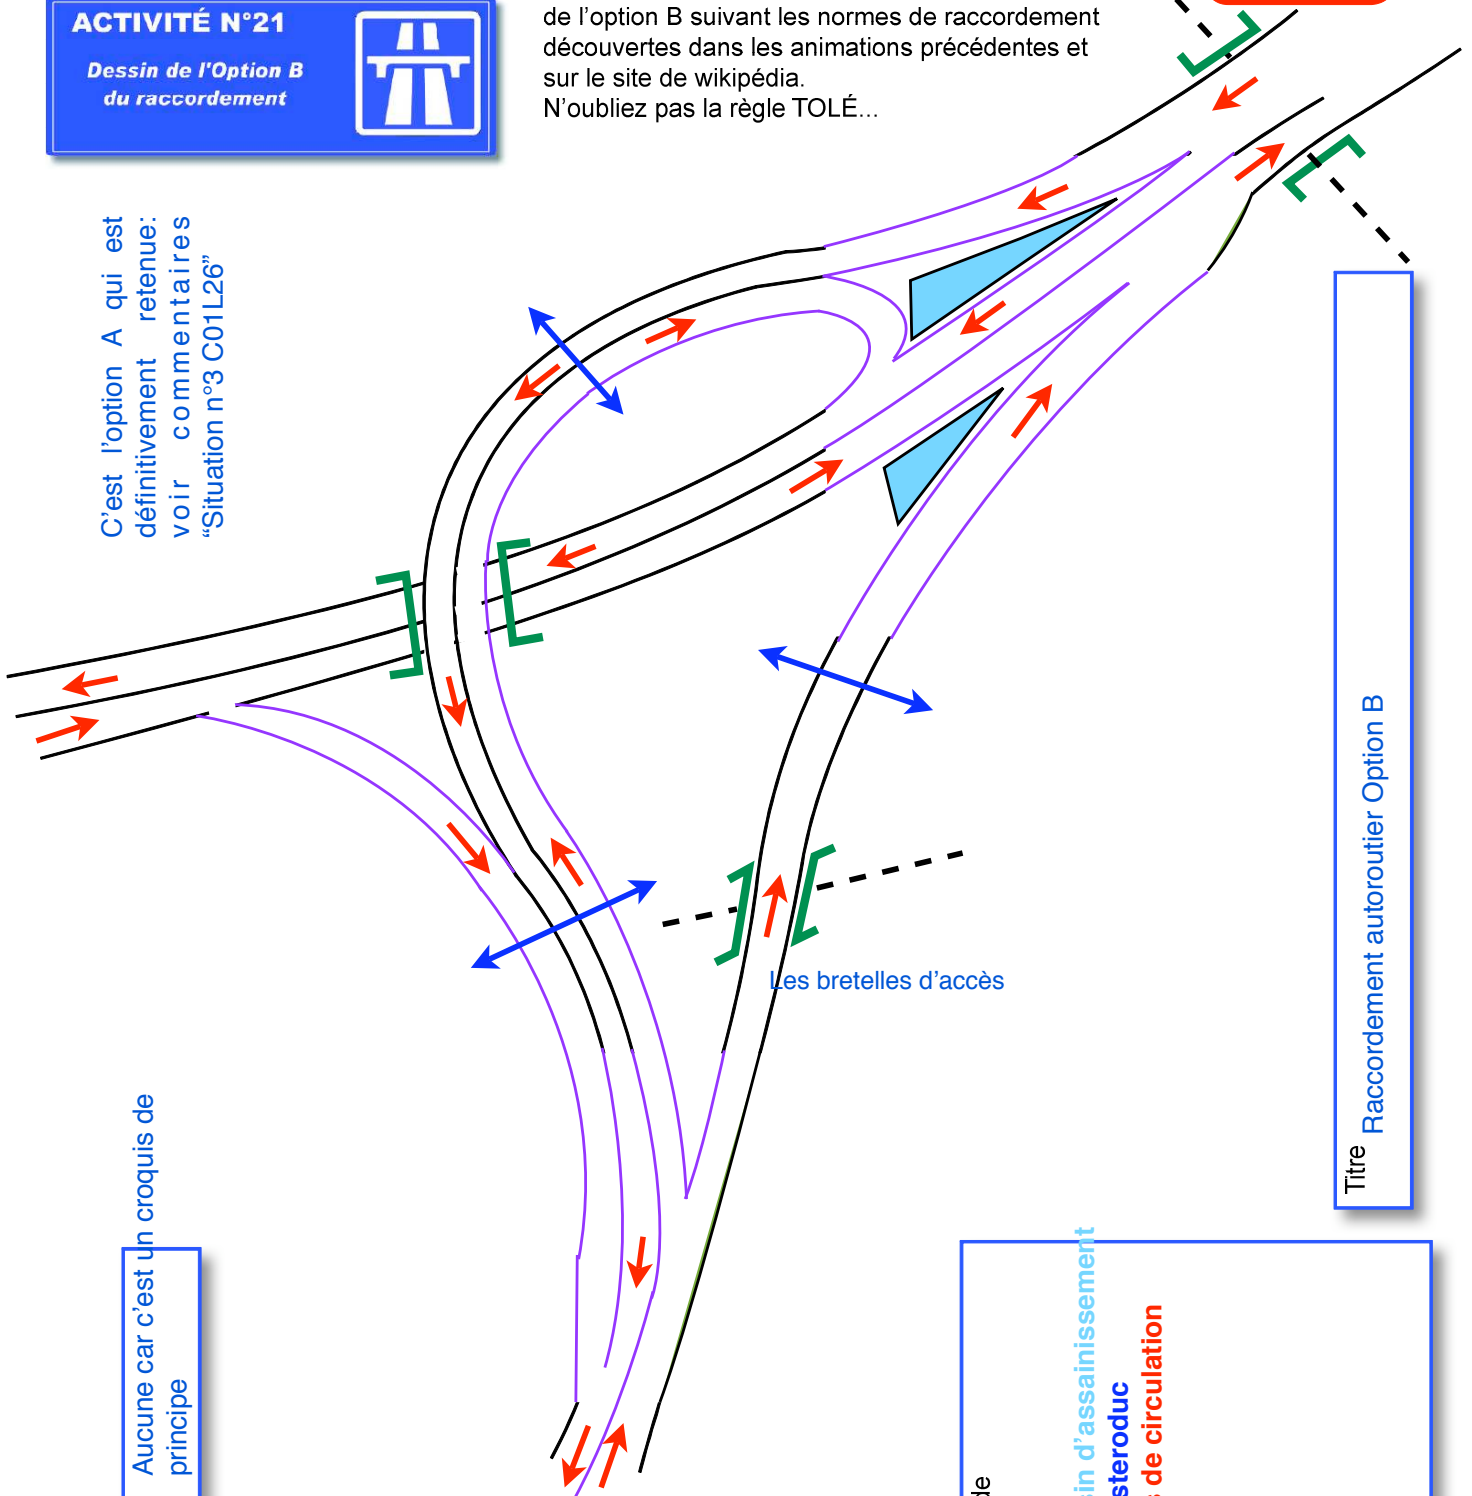 ACTIVITÉ N°21
Dessin de l'Option B
du raccordement
de l’option B suivant les normes de raccordement
découvertes dans les animations précédentes et
sur le site de wikipédia.
N’oubliez pas la règle TOLÉ...
C’est l’option A qui est
définitivement retenue:
voir commentaires
“Situation n°3 C01L26”
Les bretelles d’accès
Titre
Raccordement autoroutier Option B
Aucune car c’est un croquis de
principe
d’assainissement
de circulation